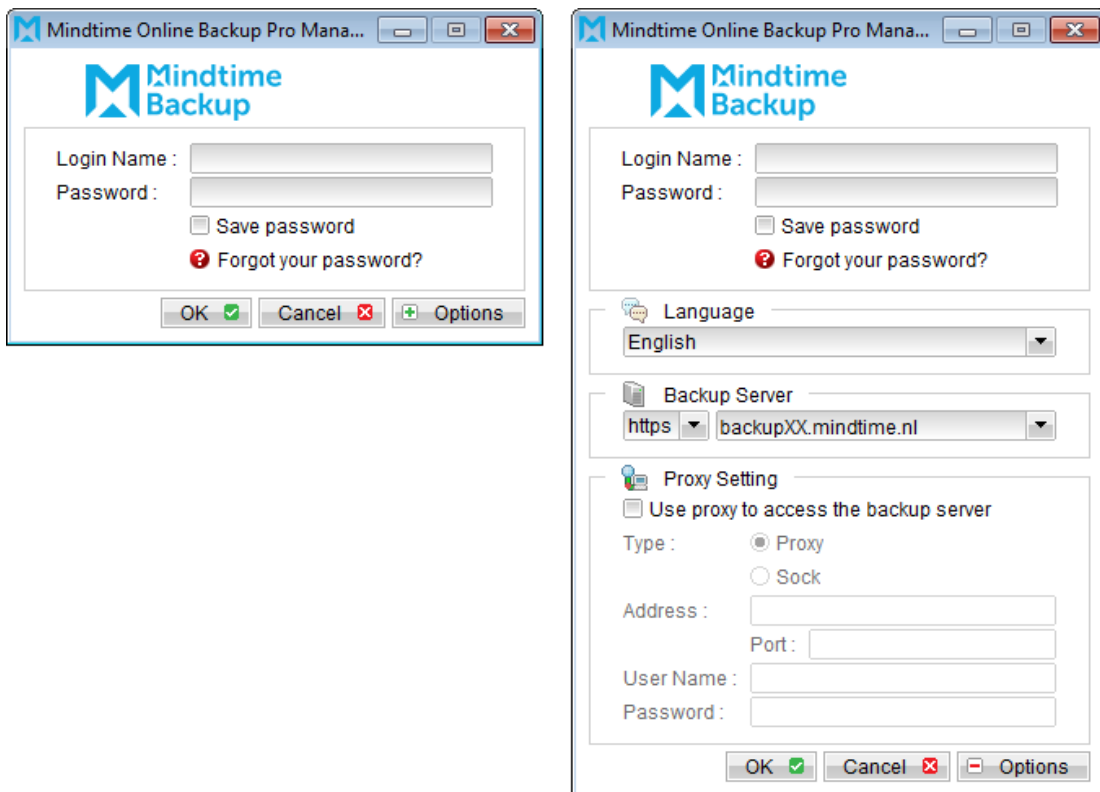 Mindtime Online Backup Pro Mana...
Mindtime
Backup
Login Name :
Password :
Save password
Forgot your password?
OK Cancel Options
Mindtime Online Backup Pro Mana...
Mindtime
Backup
Login Name :
Password :
Save password
Forgot your password?
Language
English
Backup Server
https backupXX.mindtime.nl
Proxy Setting
Use proxy to access the backup server
Type : Proxy
Sock
Address :
Port :
User Name :
Password :
OK Cancel Options